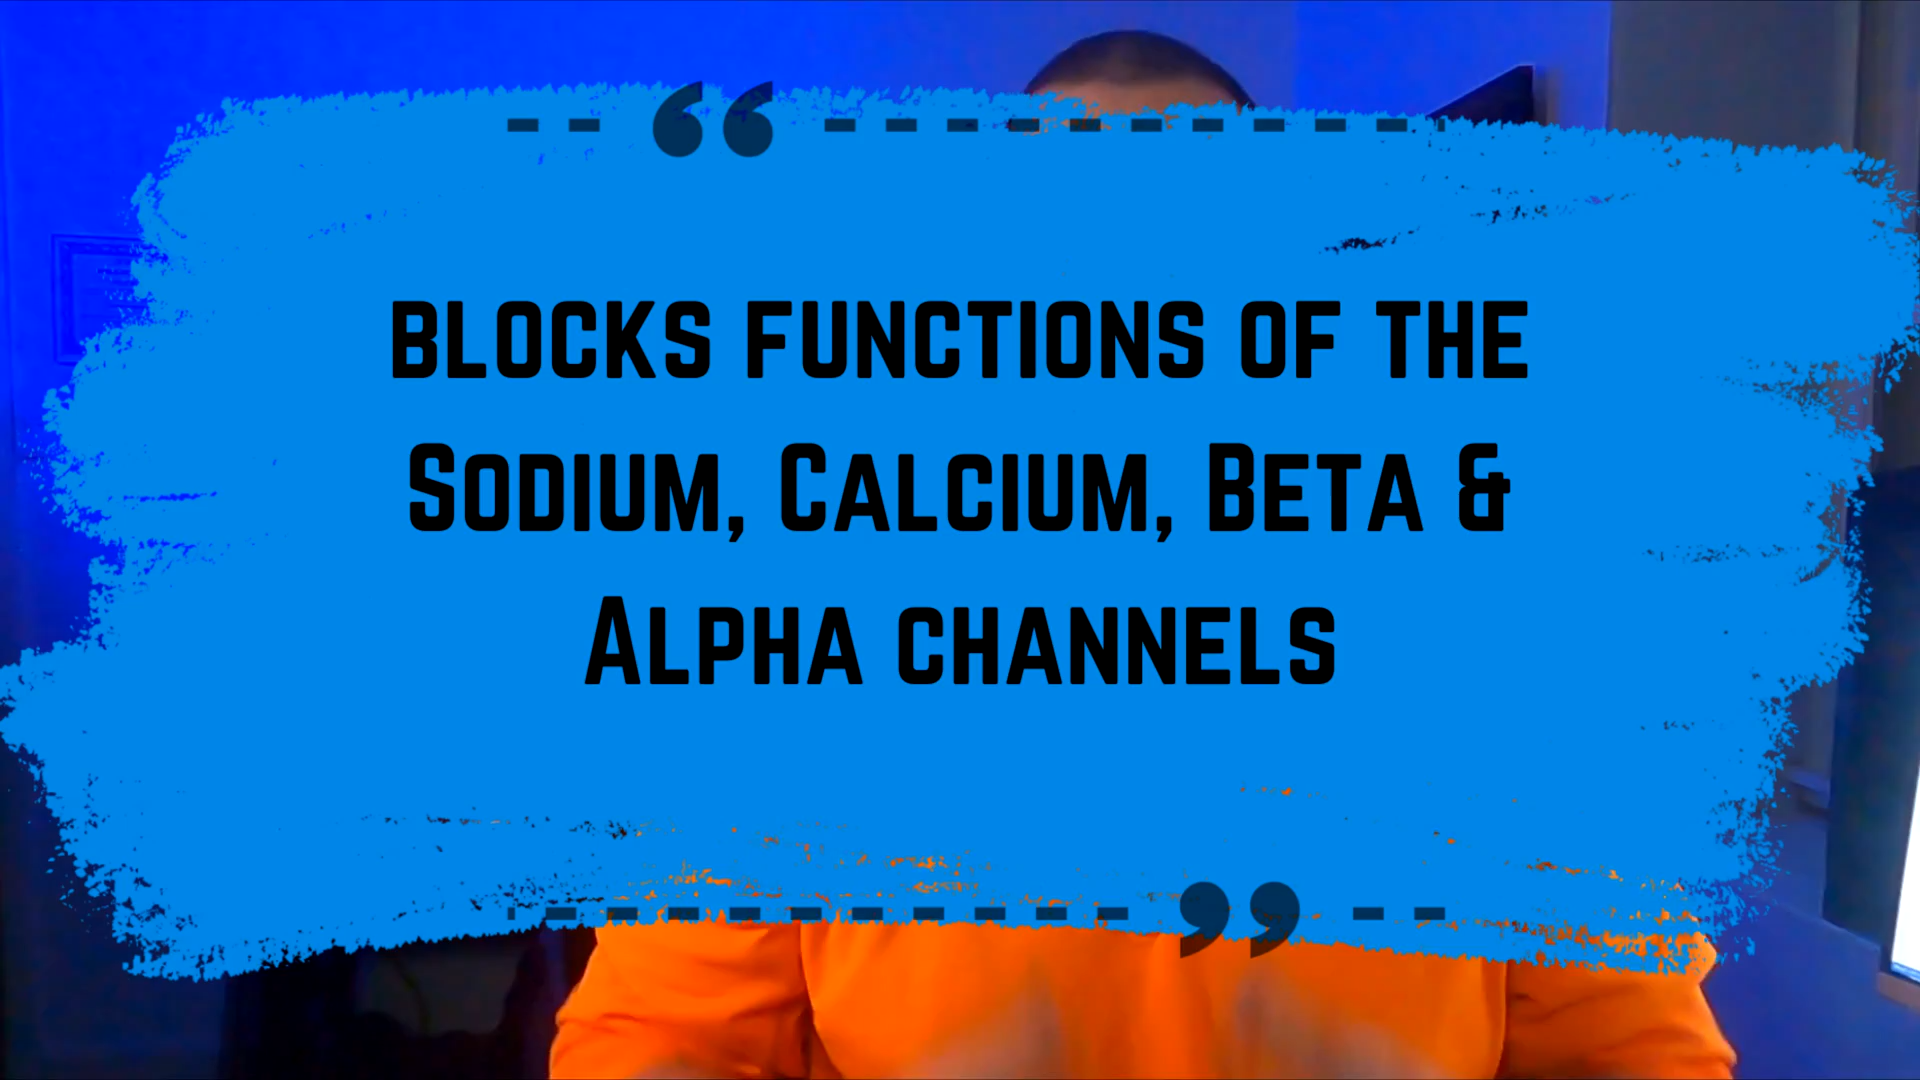 “
BLOCKS FUNCTIONS OF THE
SODIUM, CALCIUM, BETA &
ALPHA CHANNELS
”